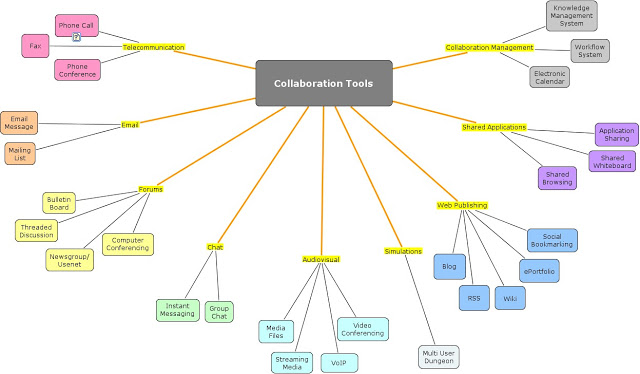 Phone Call
Fax
Telecommunication
Phone
Conference
Collaboration Tools
Knowledge
Management
System
Collaboration Management
Workflow
System
Electronic
Calendar
Email
Message
Email
Mailing
List
Shared Applications
Application
Sharing
Shared
Whiteboard
Shared
Browsing
Forums
Bulletin
Board
Threaded
Discussion
Newsgroup/
Usenet
Computer
Conferencing
Chat
Instant
Messaging
Group
Chat
Audiovisual
Media
Files
Streaming
Media
VoIP
Video
Conferencing
Simulations
Multi User
Dungeon
Web Publishing
Blog
RSS
Wiki
ePortfolio
Social
Bookmarking